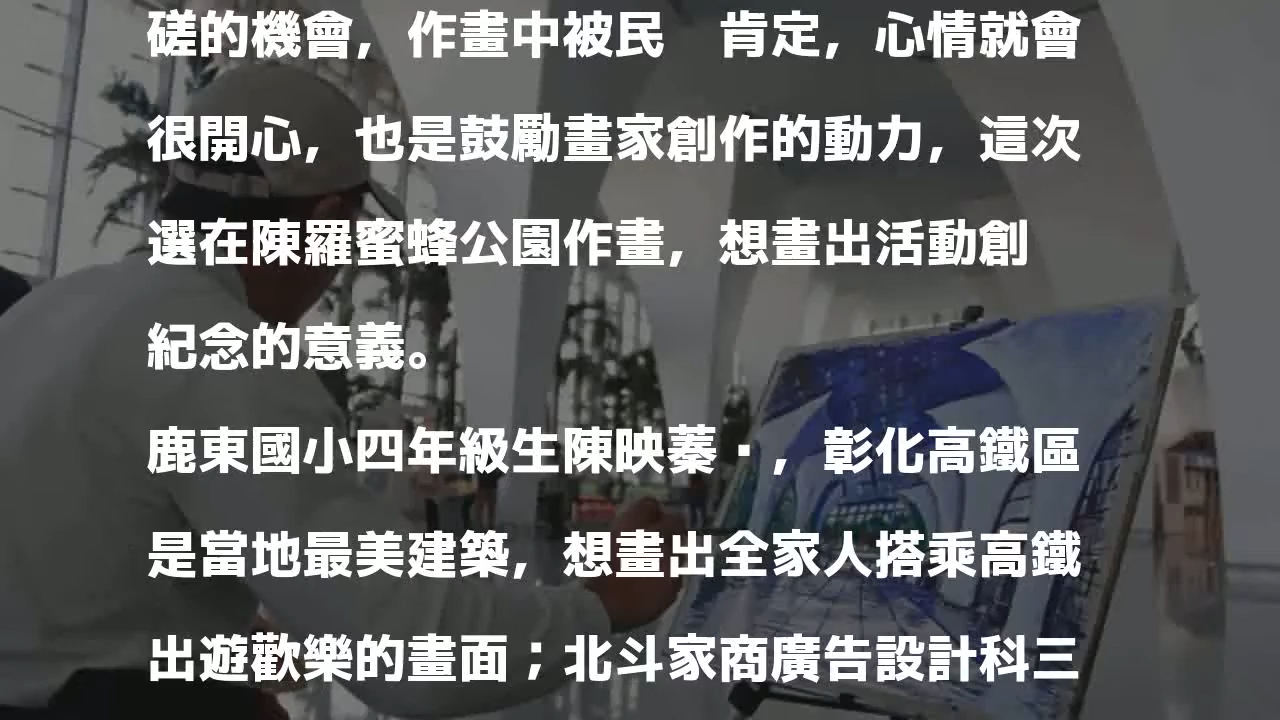 磋的機會，作畫中被民　肯定，心情就會
很開心，也是鼓勵畫家創作的動力，這次
選在陳羅蜜蜂公園作畫，想畫出活動創
紀念的意義。
鹿東國小四年級生陳映蓁·，彰化高鐵區
是當地最美建築，想畫出全家人搭乘高鐵
出遊歡樂的畫面；北斗家商廣告設計科三